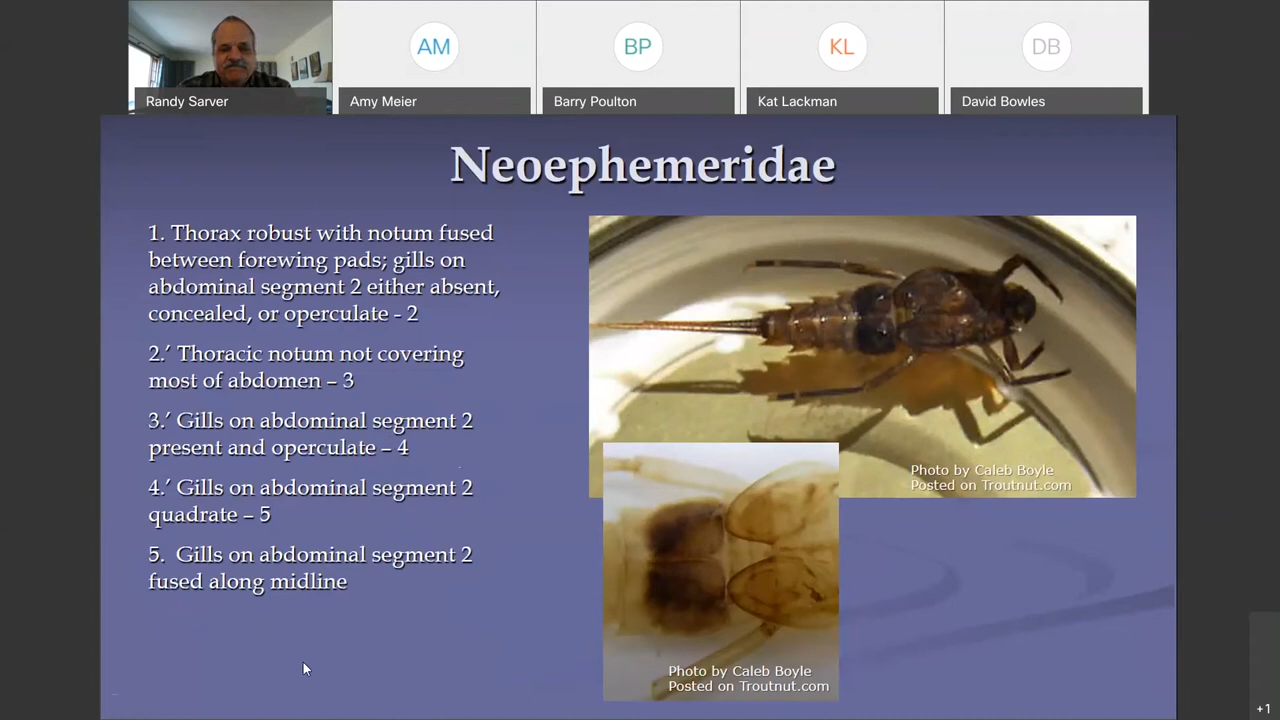 AM
BP
KL
DB
Randy Sarver
Amy Meier
Barry Poulton
Kat Lackman
David Bowles
Neoephemeridae
1. Thorax robust with notum fused
between forewing pads; gills on
abdominal segment 2 either absent,
concealed, or operculate - 2
2.′ Thoracic notum not covering
most of abdomen – 3
3.′ Gills on abdominal segment 2
present and operculate – 4
4.′ Gills on abdominal segment 2
quadrate – 5
5.  Gills on abdominal segment 2
fused along midline
Photo by Caleb Boyle
Posted on Troutnut.com
Photo by Caleb Boyle
Posted on Troutnut.com
+1